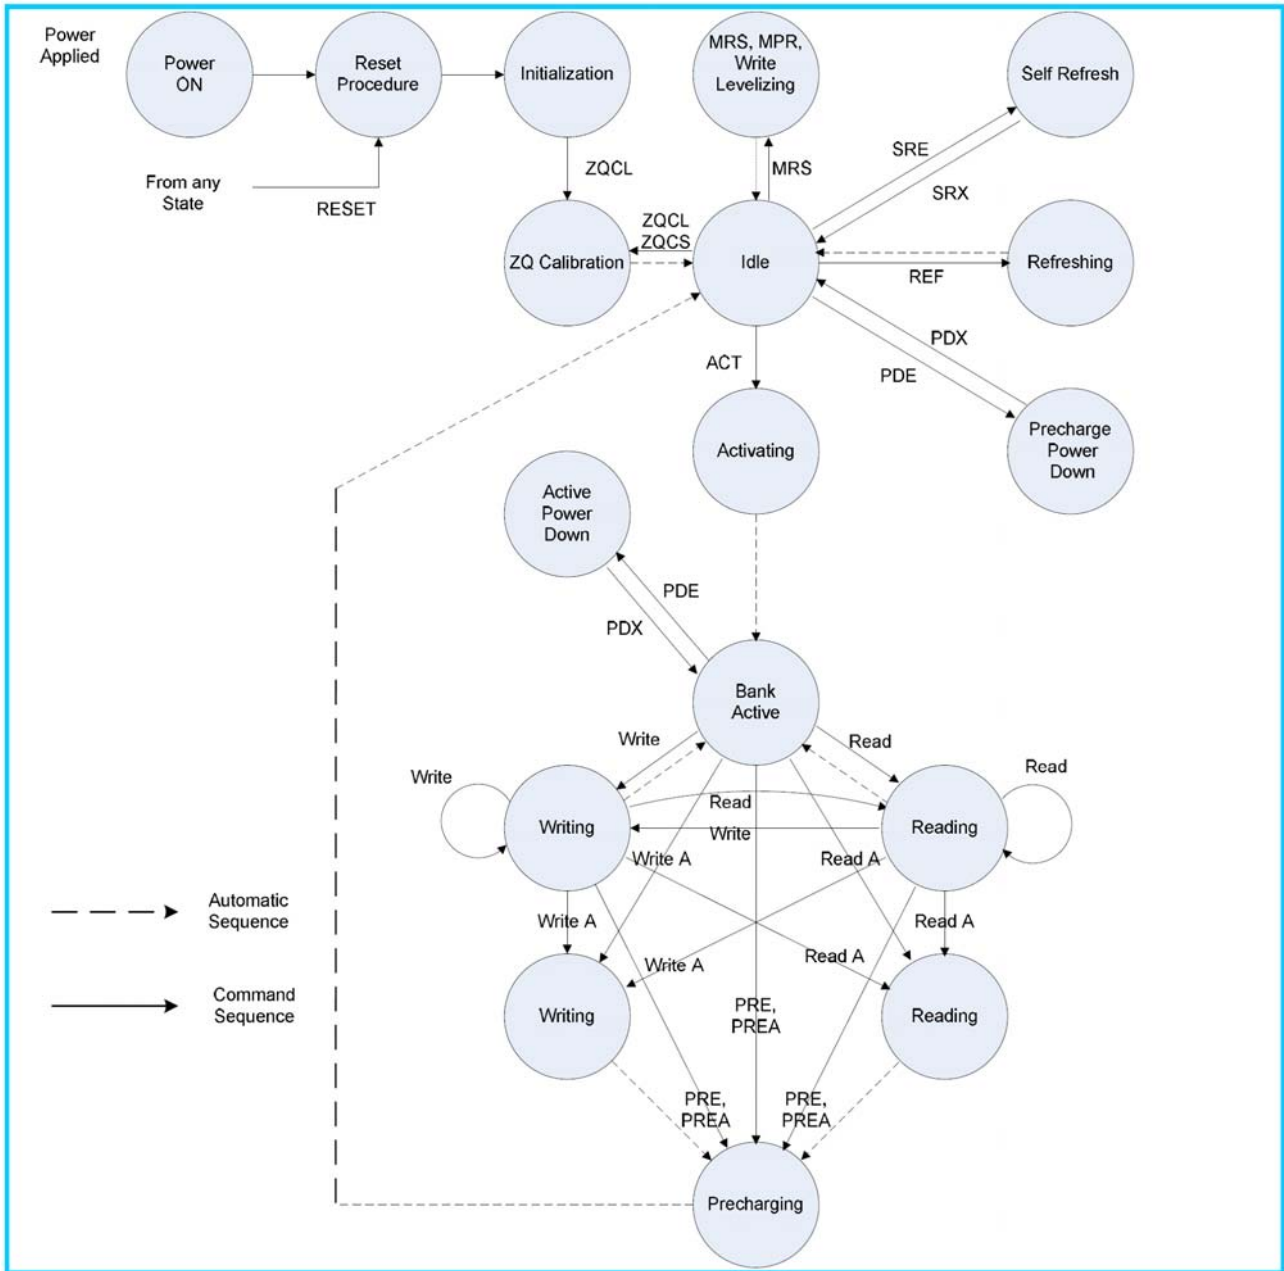 Power
Applied
Power
ON
Reset
Procedure
Initialization
MRS, MPR,
Write
Levelizing
Self Refresh
From any
State
RESET
ZQCL
MRS
SRE
SRX
ZQCL
ZQCS
ZQ Calibration
Idle
REF
Refreshing
ACT
PDX
PDE
Activating
Precharge
Power
Down
Active
Power
Down
PDE
PDX
Bank
Active
Write
Read
Write
Read
Writing
Read
Write
Reading
Write A
Read A
Automatic
Sequence
Write A
Read A
Write A
Read A
Command
Sequence
Writing
PRE,
PREA
Reading
PRE,
PREA
PRE,
PREA
Precharging